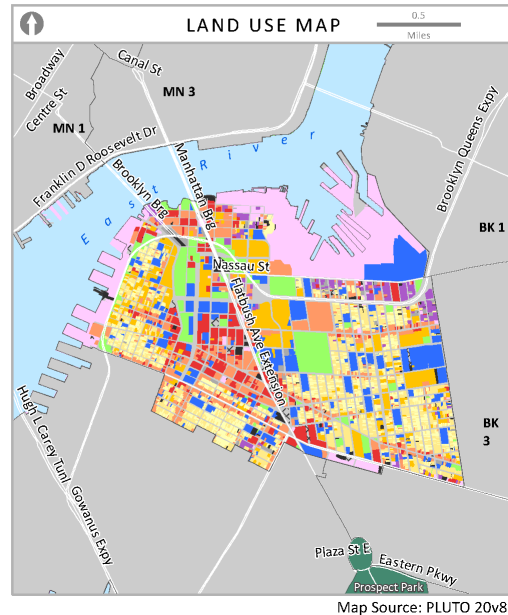 LAND USE MAP
0.5
Miles
Broadway
Centre St
Canal St
MN 3
MN 1
Franklin D Roosevelt Dr
Brooklyn Brg
Manhattan Brg
East River
Brooklyn Queens Expy
BK 1
Nassau St
Flatbush Ave Extension
Hugh L Carey Tunl
Gowanus Expy
BK
3
Plaza St E
Eastern Pkwy
Prospect Park
Map Source: PLUTO 20v8